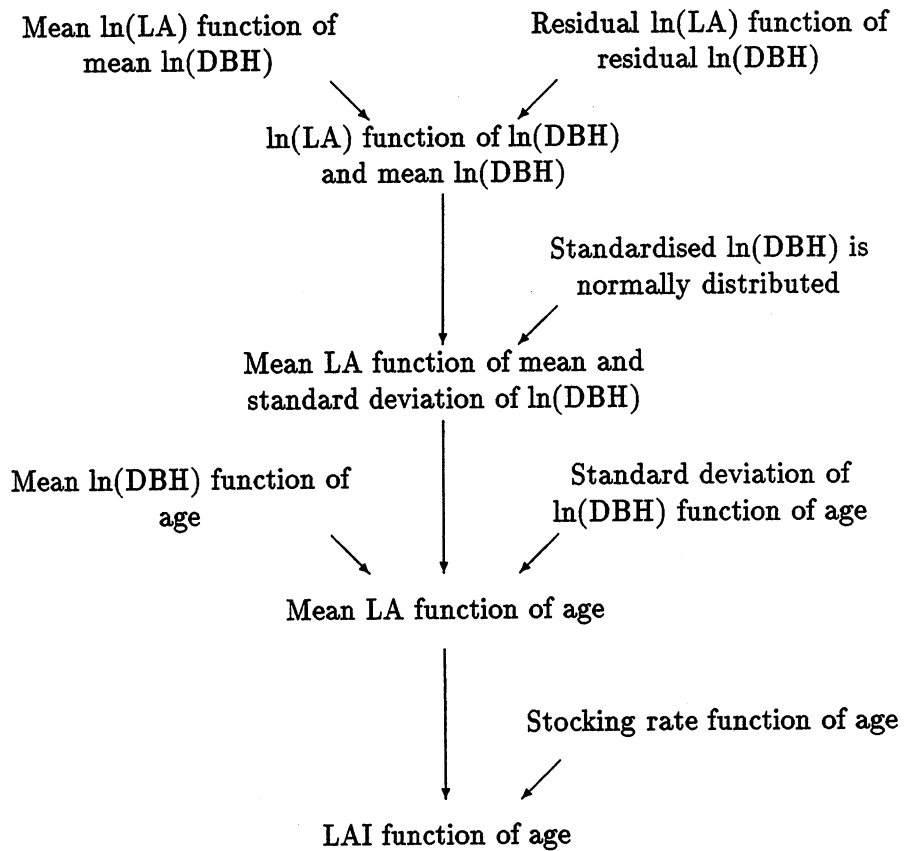 Mean ln(LA) function of
mean ln(DBH)
Residual ln(LA) function of
residual ln(DBH)
ln(LA) function of ln(DBH)
and mean ln(DBH)
Standardised ln(DBH) is
normally distributed
Mean LA function of mean and
standard deviation of ln(DBH)
Mean ln(DBH) function of
age
Standard deviation of
ln(DBH) function of age
Mean LA function of age
Stocking rate function of age
LAI function of age